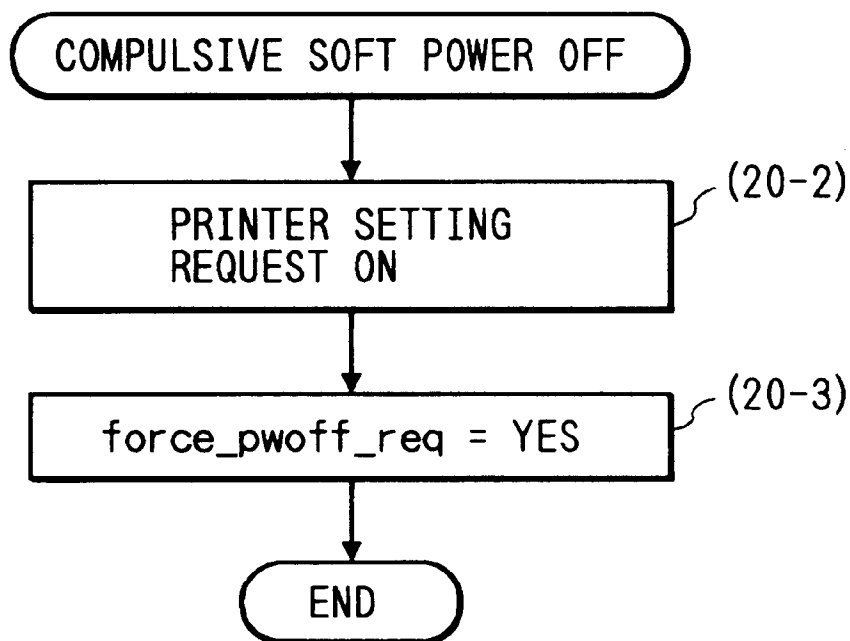 COMPULSIVE SOFT POWER OFF
(20-2)
PRINTER SETTING
REQUEST ON
(20-3)
force_pwoff_req = YES
END